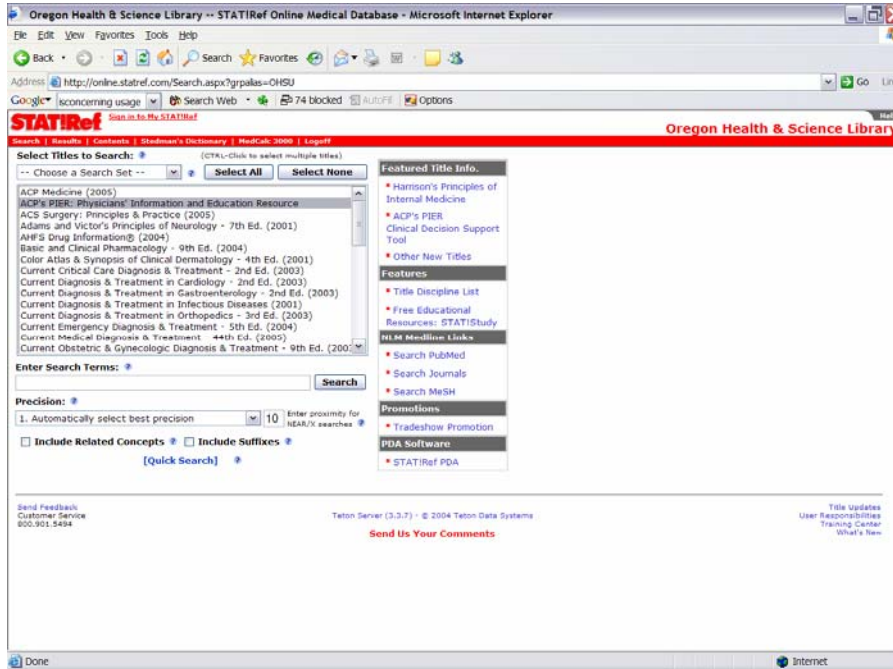 Oregon Health & Science Library -- STAT!Ref Online Medical Database - Microsoft Internet Explorer
File Edit View Favorites Tools Help
Back Search Favorites
Address http://online.statref.com/Search.aspx?grpalias=OHSU Go
Google isconcerning usage Search Web 74 blocked AutoFill Options
STAT!Ref Sign in to My STAT!Ref
Oregon Health & Science Library
Search | Results | Contents | Stedman's Dictionary | MedCalc 3000 | Logoff
Select Titles to Search: (CTRL-Click to select multiple titles)
-- Choose a Search Set -- Select All Select None
ACP Medicine (2005)
ACP's PIER: Physicians' Information and Education Resource
ACS Surgery: Principles & Practice (2005)
Adams and Victor's Principles of Neurology - 7th Ed. (2001)
AHFS Drug Information® (2004)
Basic and Clinical Pharmacology - 9th Ed. (2004)
Color Atlas & Synopsis of Clinical Dermatology - 4th Ed. (2001)
Current Critical Care Diagnosis & Treatment - 2nd Ed. (2003)
Current Diagnosis & Treatment in Cardiology - 2nd Ed. (2003)
Current Diagnosis & Treatment in Gastroenterology - 2nd Ed. (2003)
Current Diagnosis & Treatment in Infectious Diseases (2001)
Current Diagnosis & Treatment in Orthopedics - 3rd Ed. (2003)
Current Emergency Diagnosis & Treatment - 5th Ed. (2004)
Current Medical Diagnosis & Treatment - 44th Ed. (2005)
Current Obstetric & Gynecologic Diagnosis & Treatment - 9th Ed. (2003
Enter Search Terms:
Search
Precision:
1. Automatically select best precision 10 Enter proximity for
NEAR/X searches
Include Related Concepts Include Suffixes
[Quick Search]
Featured Title Info.
Harrison's Principles of
Internal Medicine
ACP's PIER
Clinical Decision Support
Tool
Other New Titles
Features
Title Discipline List
Free Educational
Resources: STAT!Study
NLM Medline Links
Search PubMed
Search Journals
Search MeSH
Promotions
Tradeshow Promotion
PDA Software
STAT!Ref PDA
Send Feedback
Customer Service
800.901.5494
Teton Server (3.3.7) - © 2004 Teton Data Systems
Send Us Your Comments
Title Updates
User Responsibilities
Training Center
What's New
Done Internet